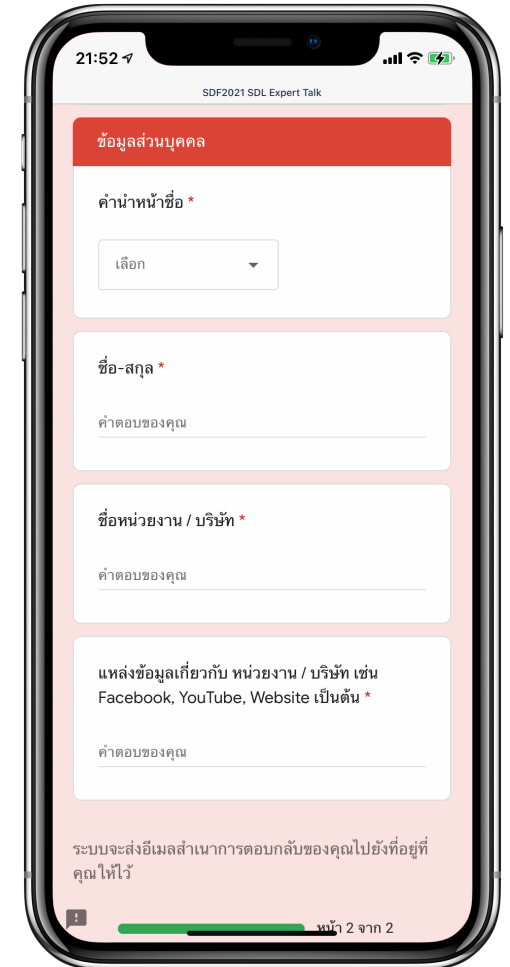 21:52
SDF2021 SDL Expert Talk
ข้อมูลส่วนบุคคล
คำนำหน้าชื่อ *
เลือก
ชื่อ-สกุล *
คำตอบของคุณ
ชื่อหน่วยงาน / บริษัท *
คำตอบของคุณ
แหล่งข้อมูลเกี่ยวกับ หน่วยงาน / บริษัท เช่น
Facebook, YouTube, Website เป็นต้น *
คำตอบของคุณ
ระบบจะส่งอีเมลสำเนาการตอบกลับของคุณไปยังที่อยู่ที่
คุณให้ไว้
หน้า 2 จาก 2